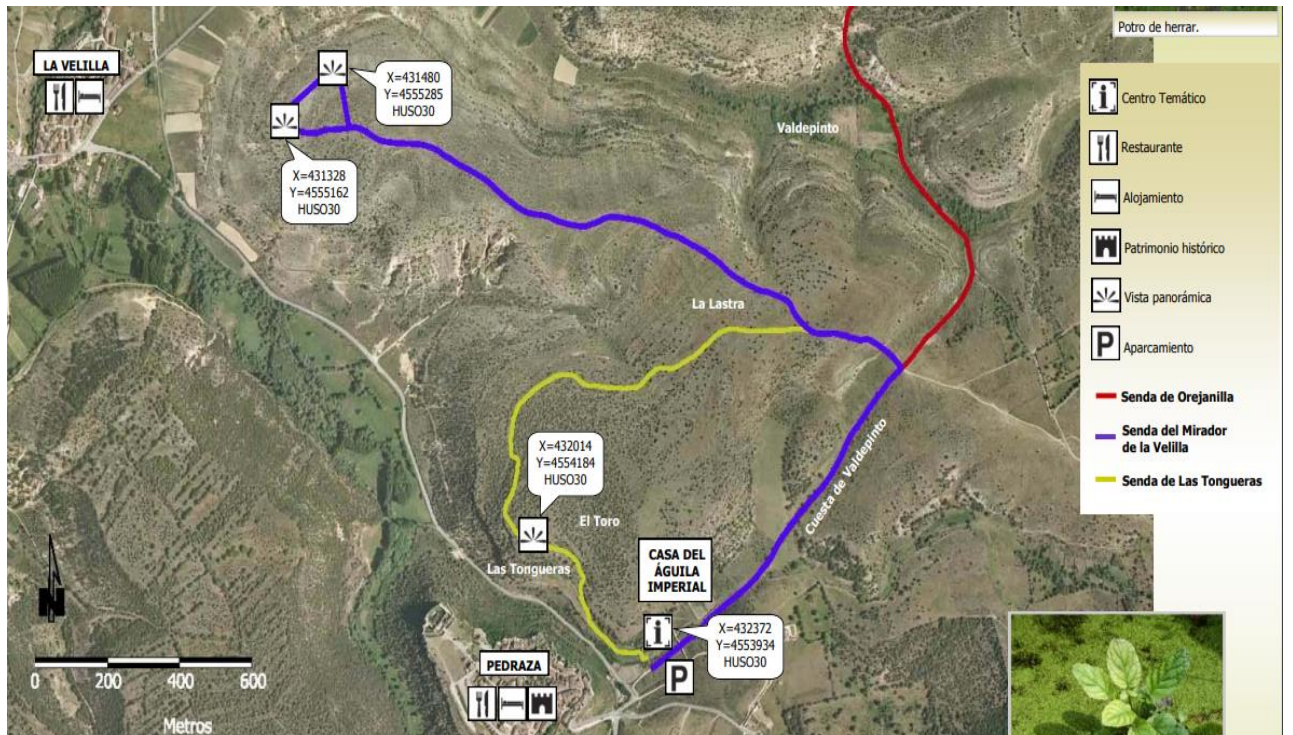 Potro de herrar.
LA VELILLA
X=431480
Y=4555285
HUSO30
X=431328
Y=4555162
HUSO30
Valdepinto
La Lastra
X=432014
Y=4554184
HUSO30
El Toro
Las Tongueras
Cuesta de Valdepinto
CASA DEL
ÁGUILA
IMPERIAL
i
X=432372
Y=4553934
HUSO30
P
PEDRAZA
N
0 200 400 600
Metros
i Centro Temático
Restaurante
Alojamiento
Patrimonio histórico
Vista panorámica
P Aparcamiento
Senda de Orejanilla
Senda del Mirador
de la Velilla
Senda de Las Tongueras